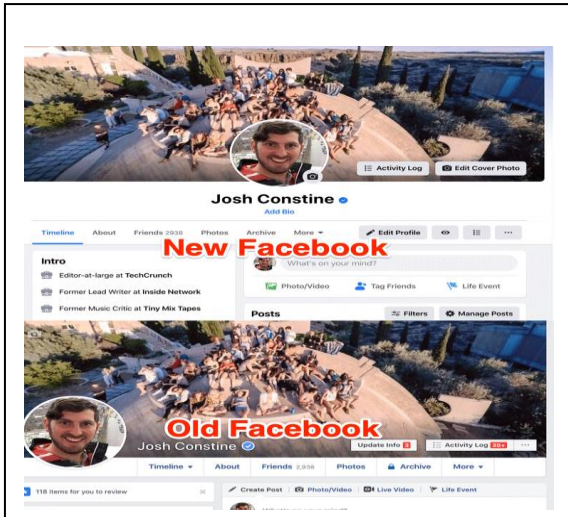 Activity Log Edit Cover Photo
Josh Constine
Add Bio
Timeline About Friends 2938 Photos Archive More Edit Profile
New Facebook
Intro
What's on your mind?
Editor-at-large at TechCrunch
Photo/Video Tag Friends Life Event
Former Lead Writer at Inside Network
Former Music Critic at Tiny Mix Tapes
Posts Filters Manage Posts
Old Facebook
Josh Constine Update Info Activity Log
Timeline About Friends 2,938 Photos Archive More
118 items for you to review
Create Post Photo/Video Live Video Life Event